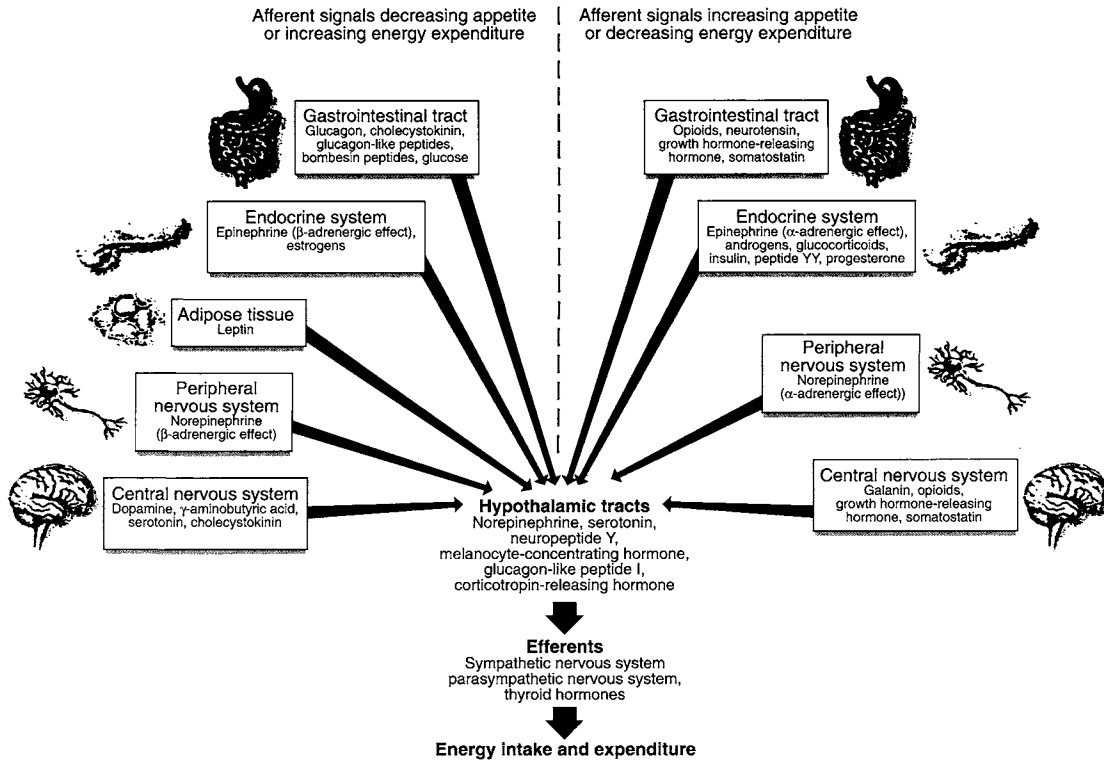 Afferent signals decreasing appetite
or increasing energy expenditure
Afferent signals increasing appetite
or decreasing energy expenditure
Gastrointestinal tract
Glucagon, cholecystokinin,
glucagon-like peptides,
bombesin peptides, glucose
Gastrointestinal tract
Opioids, neurotensin,
growth hormone-releasing
hormone, somatostatin
Endocrine system
Epinephrine (β-adrenergic effect),
estrogens
Endocrine system
Epinephrine (α-adrenergic effect),
androgens, glucocorticoids,
insulin, peptide YY, progesterone
Adipose tissue
Leptin
Peripheral
nervous system
Norepinephrine
(α-adrenergic effect))
Peripheral
nervous system
Norepinephrine
(β-adrenergic effect)
Central nervous system
Dopamine, γ-aminobutyric acid,
serotonin, cholecystokinin
Central nervous system
Galanin, opioids,
growth hormone-releasing
hormone, somatostatin
Hypothalamic tracts
Norepinephrine, serotonin,
neuropeptide Y,
melanocyte-concentrating hormone,
glucagon-like peptide I,
corticotropin-releasing hormone
Efferents
Sympathetic nervous system
parasympathetic nervous system,
thyroid hormones
Energy intake and expenditure